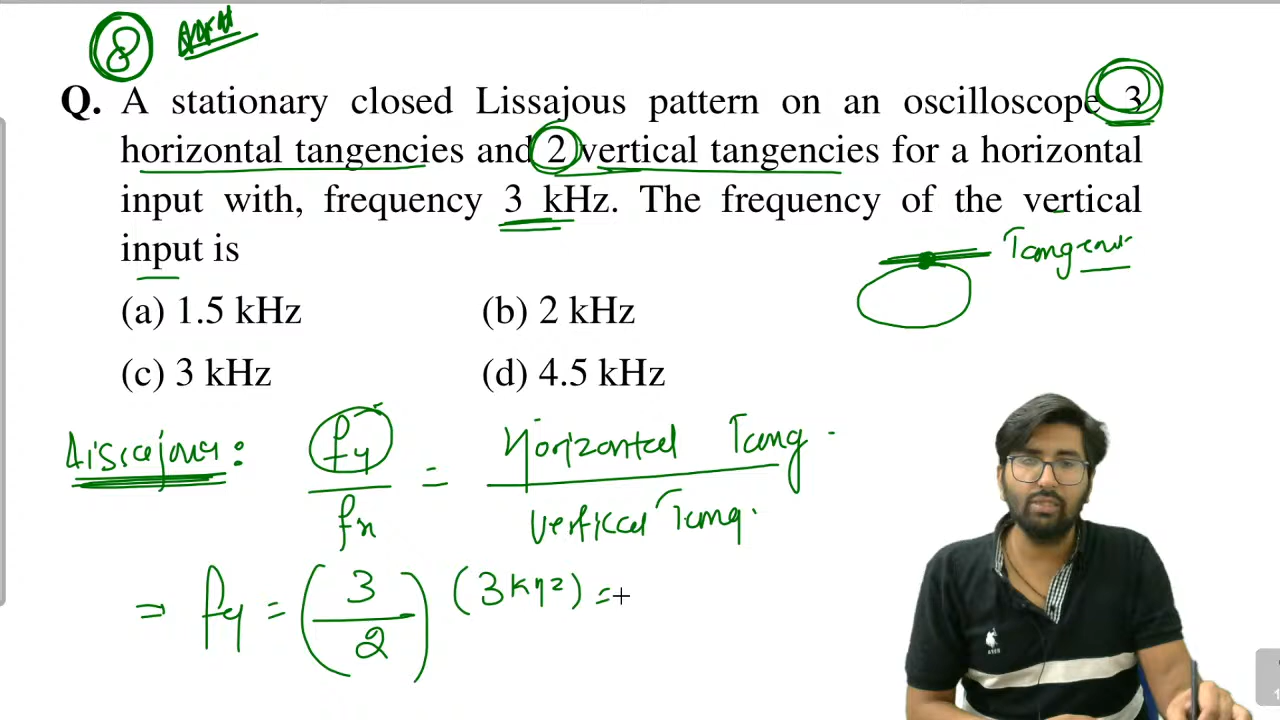 8
Q. A stationary closed Lissajous pattern on an oscilloscope 3
horizontal tangencies and 2 vertical tangencies for a horizontal
input with, frequency 3 kHz. The frequency of the vertical
input is
Tangent
(a) 1.5 kHz (b) 2 kHz
(c) 3 kHz (d) 4.5 kHz
Lissajous: fy / fx = Horizontal Tang. / Vertical Tang.
⇒ fy = (3 / 2) (3 kHz) =